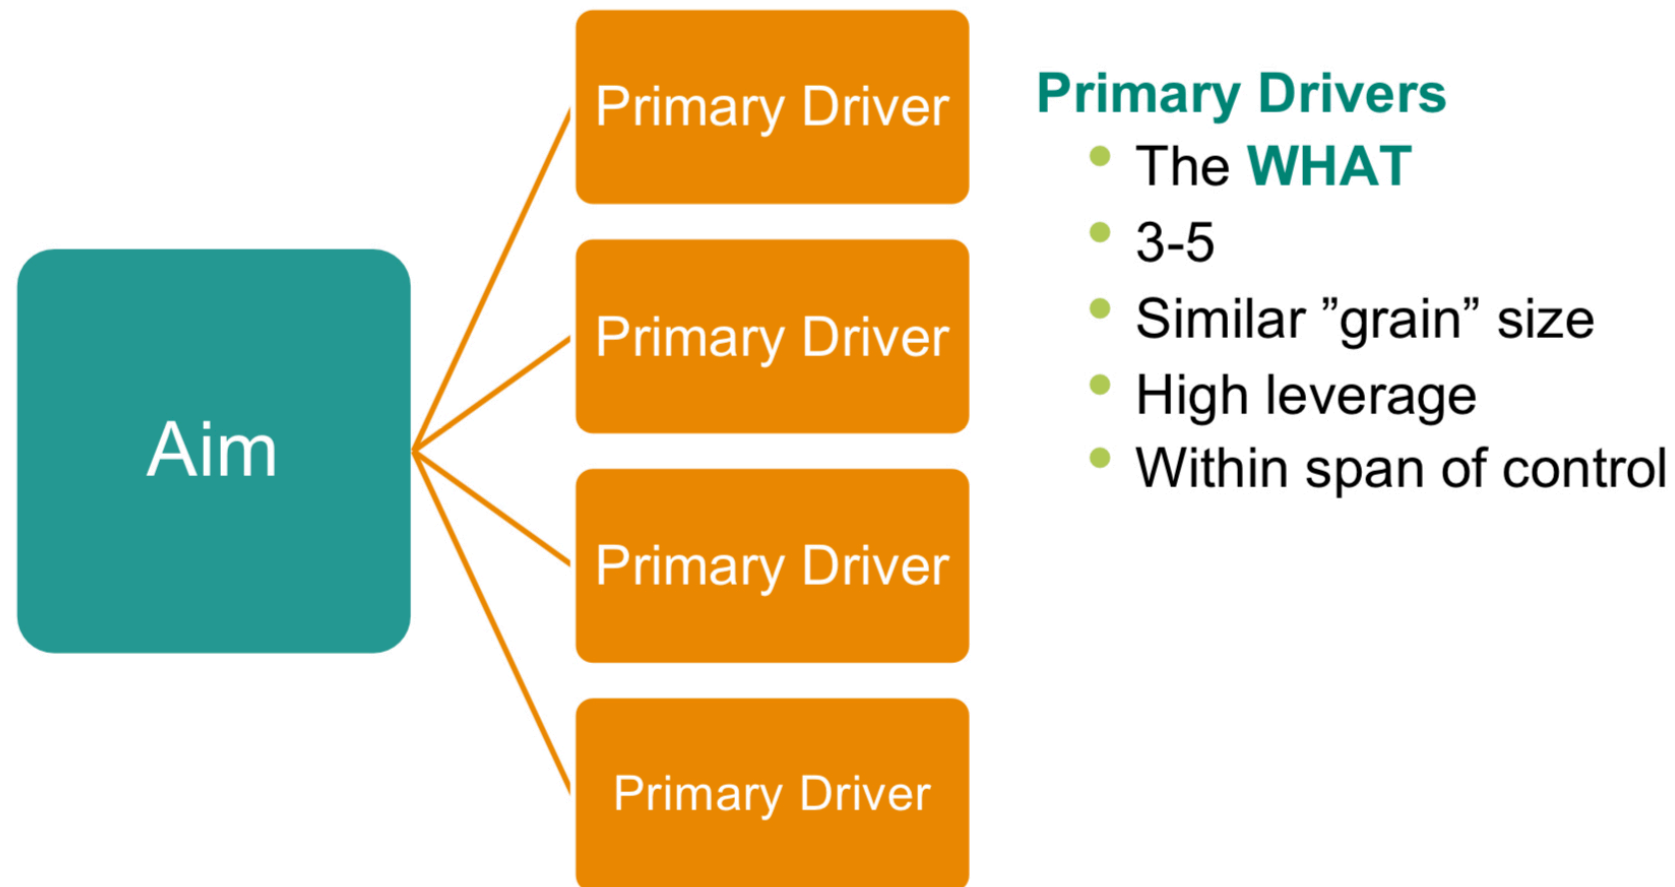 Aim
Primary Driver
Primary Driver
Primary Driver
Primary Driver
Primary Drivers
The WHAT
3-5
Similar ”grain” size
High leverage
Within span of control